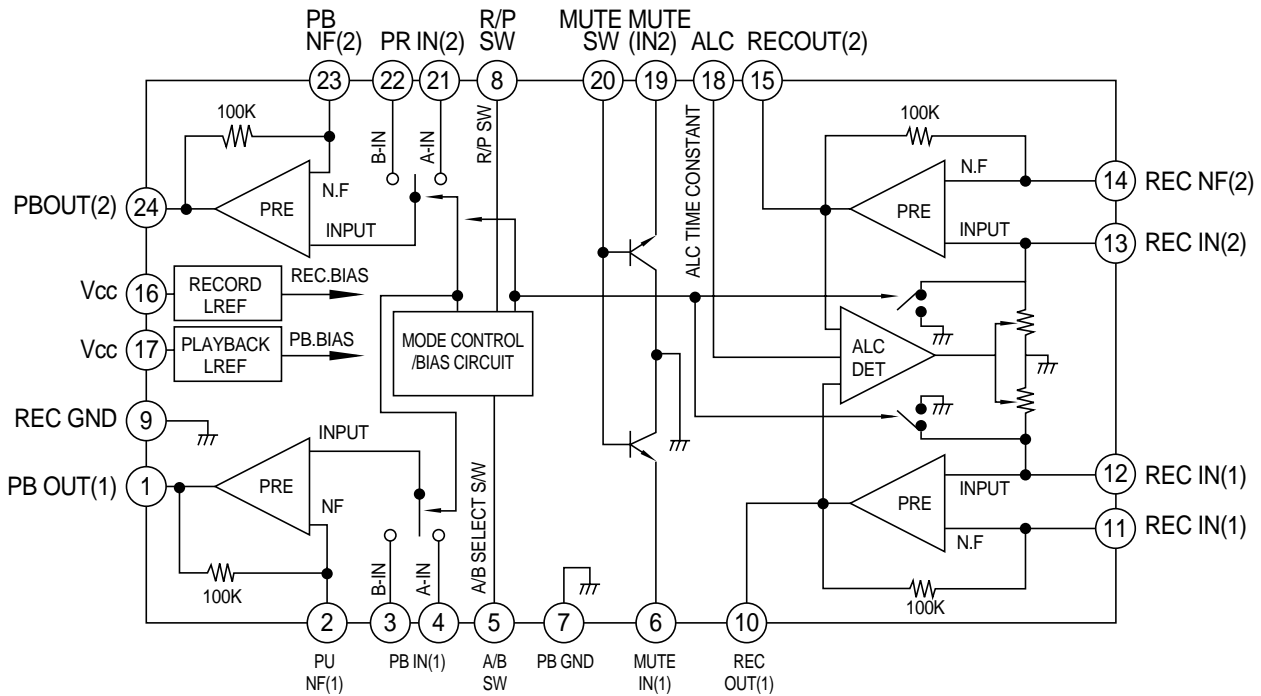 PB
NF(2)
PR IN(2)
R/P
SW
MUTE
SW
MUTE
(IN2)
ALC
RECOUT(2)
23
22
21
8
20
19
18
15
100K
B-IN
A-IN
R/P SW
ALC TIME CONSTANT
100K
N.F
PRE
INPUT
PBOUT(2)
24
N.F
PRE
INPUT
14
REC NF(2)
13
REC IN(2)
Vcc
16
RECORD
LREF
REC.BIAS
Vcc
17
PLAYBACK
LREF
PB.BIAS
MODE CONTROL
/BIAS CIRCUIT
ALC
DET
REC GND
9
INPUT
PB OUT(1)
1
PRE
NF
100K
B-IN
A-IN
A/B SELECT S/W
INPUT
PRE
N.F
100K
12
REC IN(1)
11
REC IN(1)
2
3
4
5
7
6
10
PU
NF(1)
PB IN(1)
A/B
SW
PB GND
MUTE
IN(1)
REC
OUT(1)